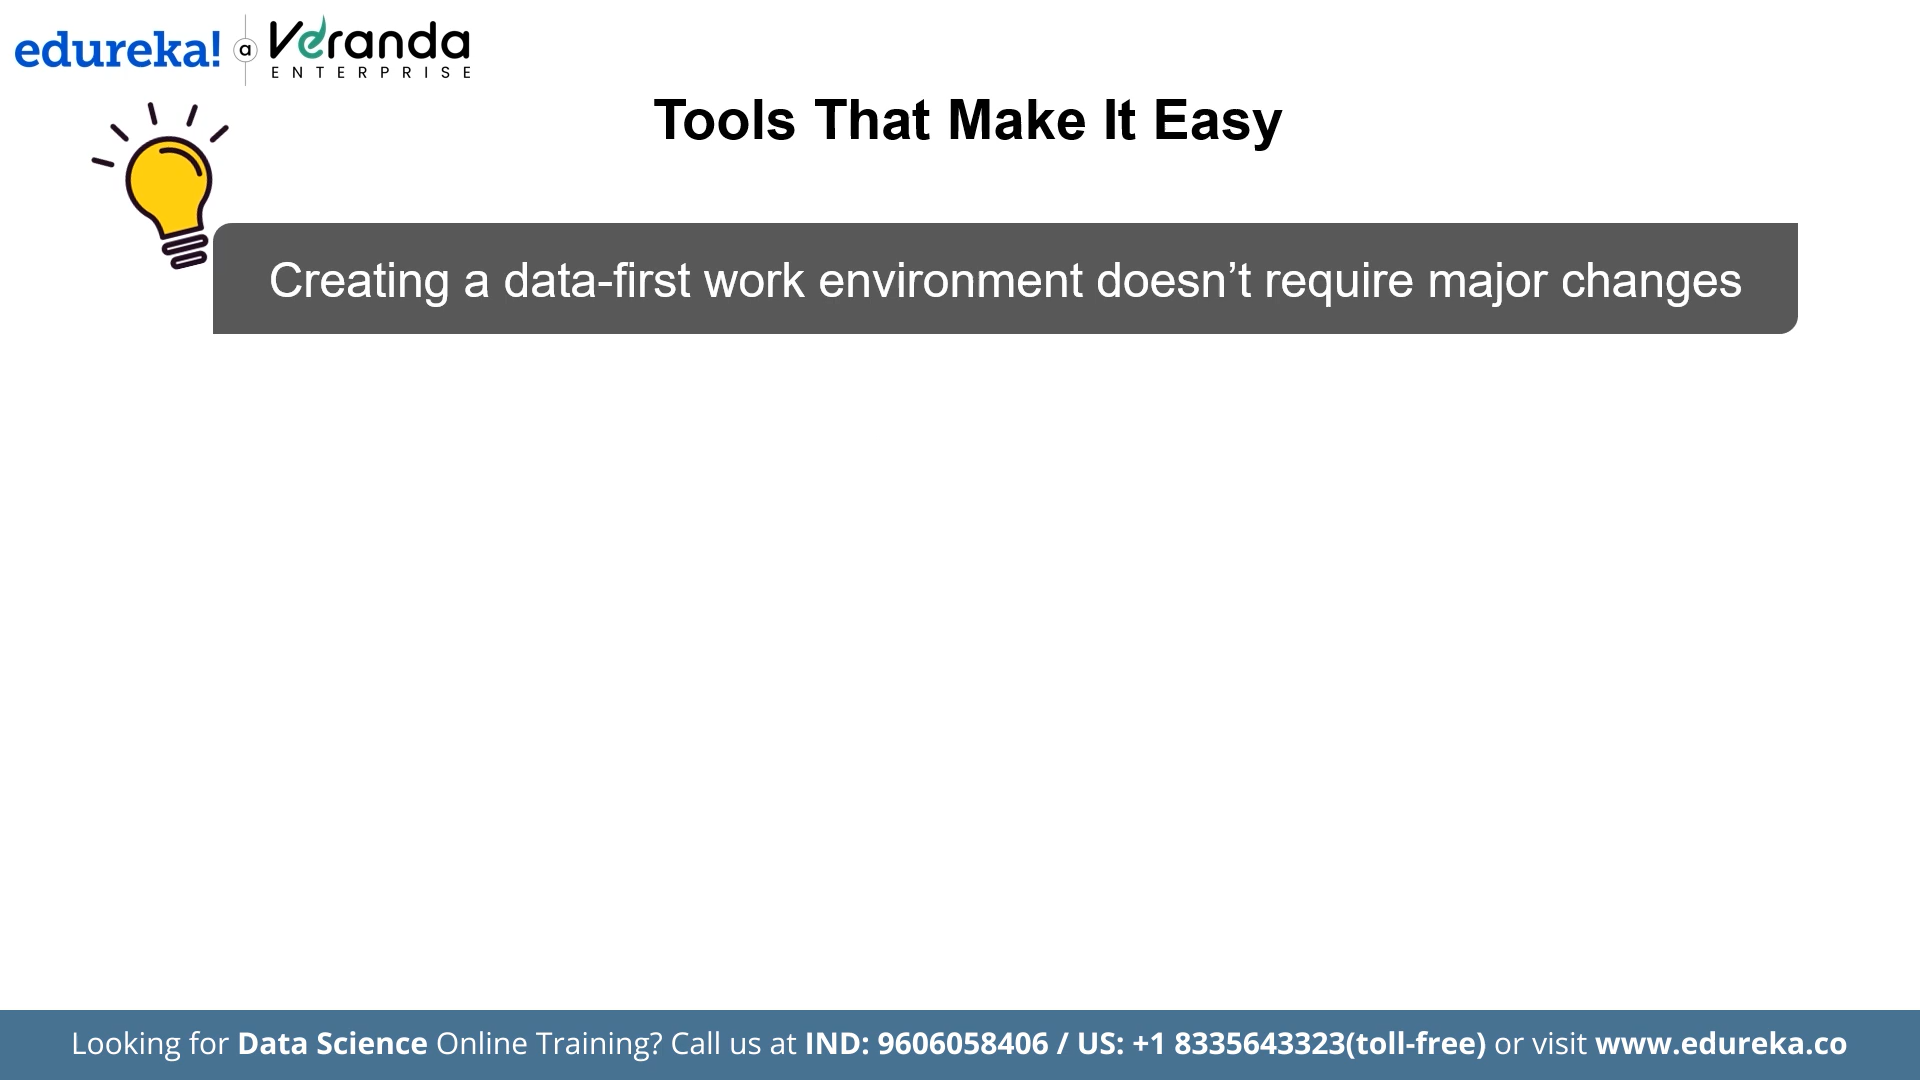 edureka! a Veranda
ENTERPRISE
Tools That Make It Easy
Creating a data-first work environment doesn’t require major changes
Looking for Data Science Online Training? Call us at IND: 9606058406 / US: +1 8335643323(toll-free) or visit www.edureka.co